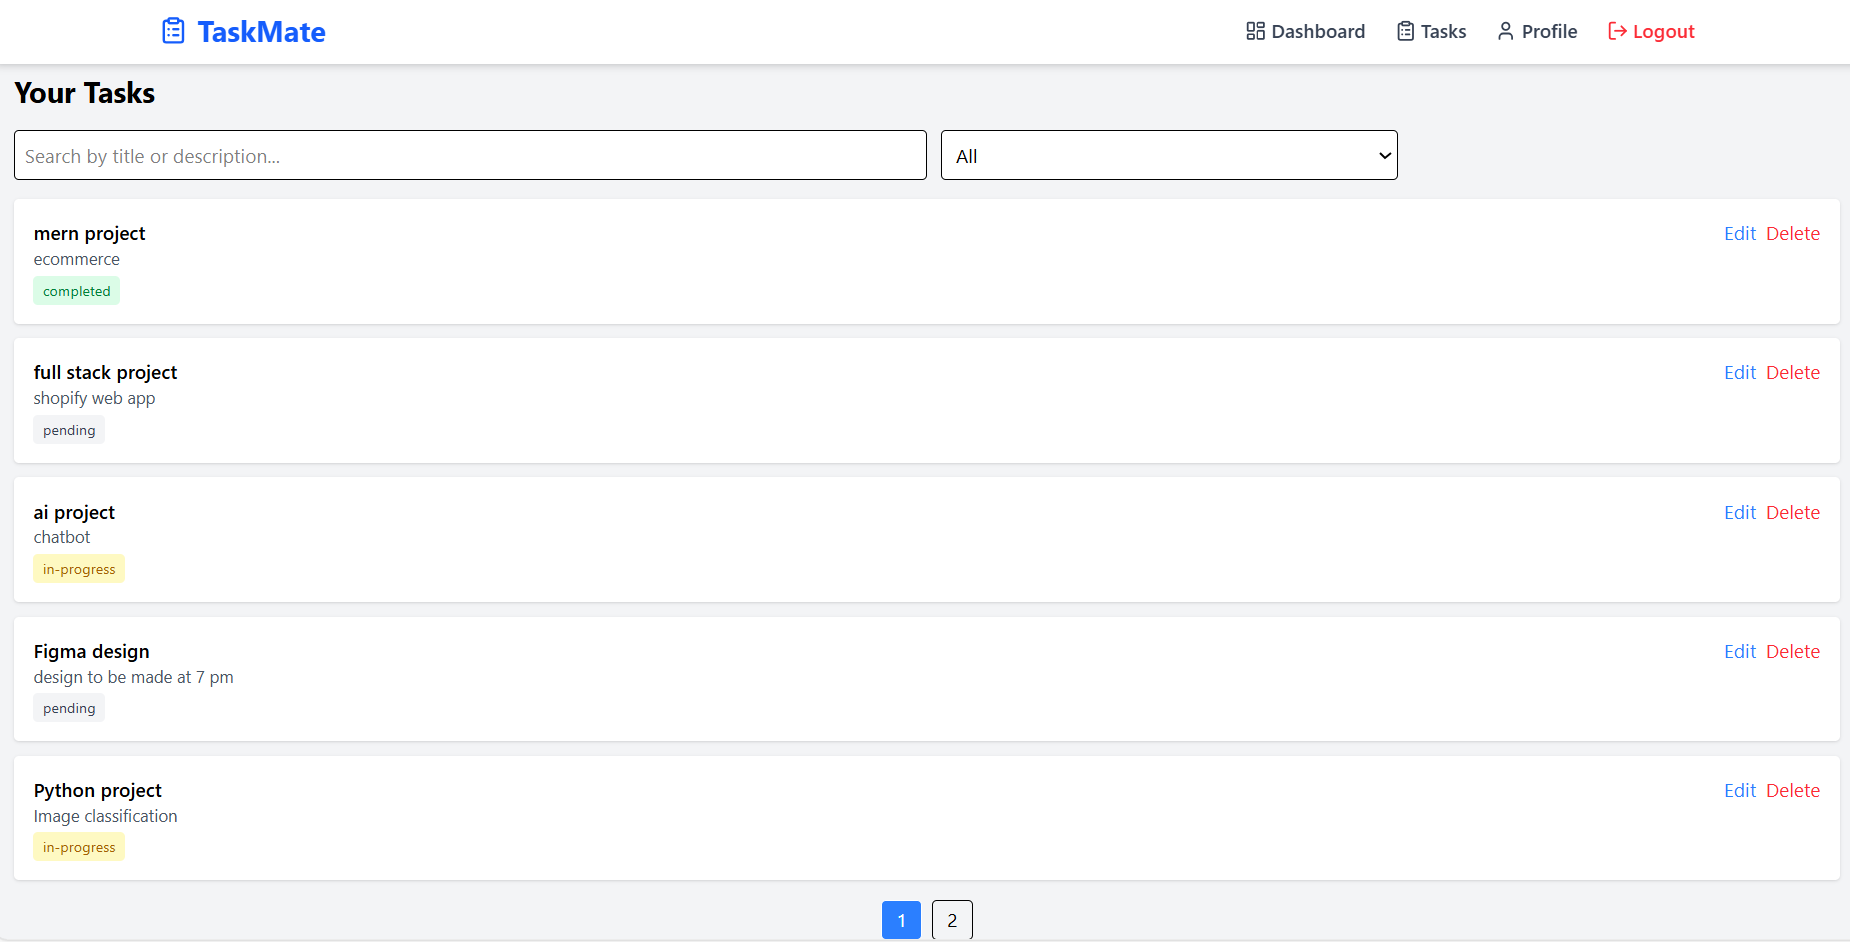 TaskMate
Dashboard Tasks Profile Logout
Your Tasks
Search by title or description...
All
mern project
Edit Delete
ecommerce
completed
full stack project
Edit Delete
shopify web app
pending
ai project
Edit Delete
chatbot
in-progress
Figma design
Edit Delete
design to be made at 7 pm
pending
Python project
Edit Delete
Image classification
in-progress
1 2